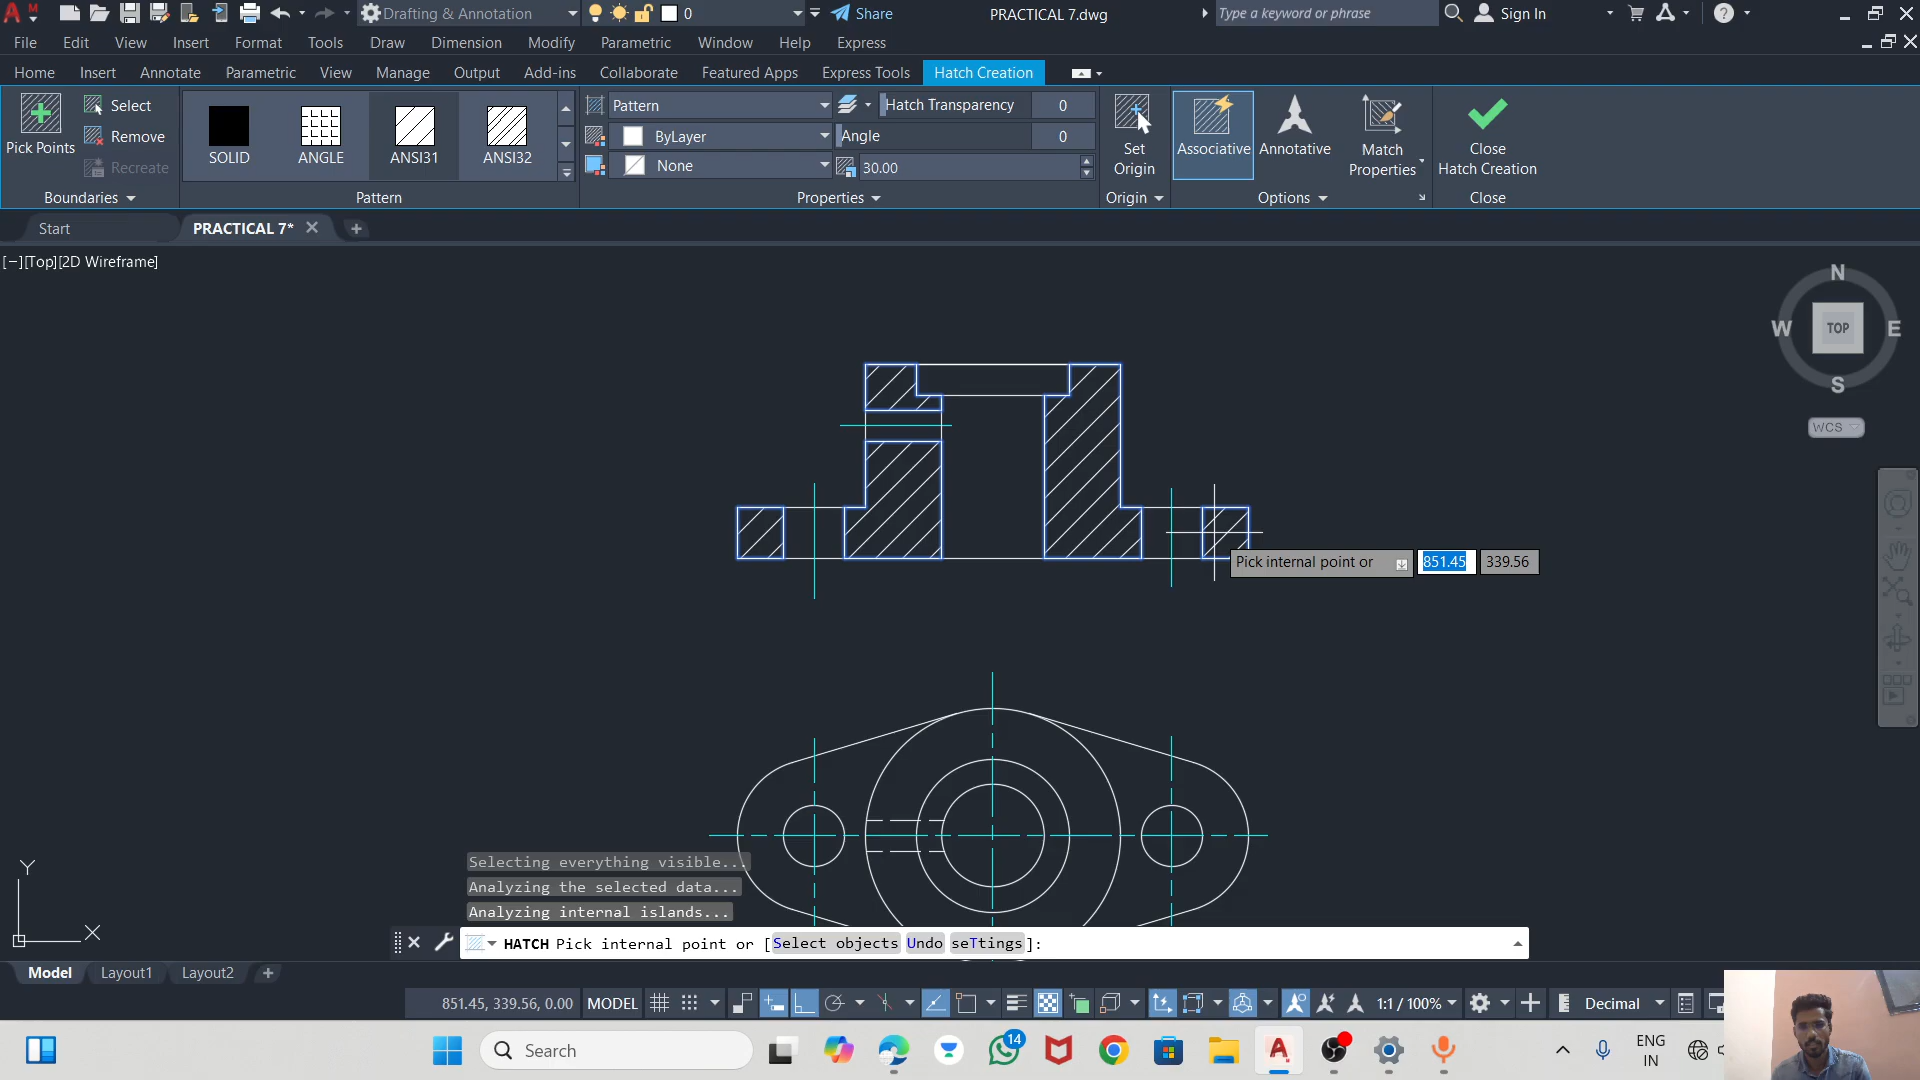 Drafting & Annotation 0 Share PRACTICAL 7.dwg Type a keyword or phrase Sign In
File Edit View Insert Format Tools Draw Dimension Modify Parametric Window Help Express
Home Insert Annotate Parametric View Manage Output Add-ins Collaborate Featured Apps Express Tools Hatch Creation
Pick Points Select Remove Recreate
SOLID ANGLE ANSI31 ANSI32
Pattern Hatch Transparency 0
ByLayer Angle 0
None 30.00
Set Origin Associative Annotative Match Properties Close Hatch Creation
Boundaries Pattern Properties Origin Options Close
Start PRACTICAL 7*
[−][Top][2D Wireframe]
N
W TOP E
S
WCS
Pick internal point or 851.45 339.56
Y
X
Selecting everything visible...
Analyzing the selected data...
Analyzing internal islands...
HATCH Pick internal point or [Select objects Undo seTtings]:
Model Layout1 Layout2
851.45, 339.56, 0.00 MODEL 1:1 / 100% Decimal
Search 14 ENG
IN